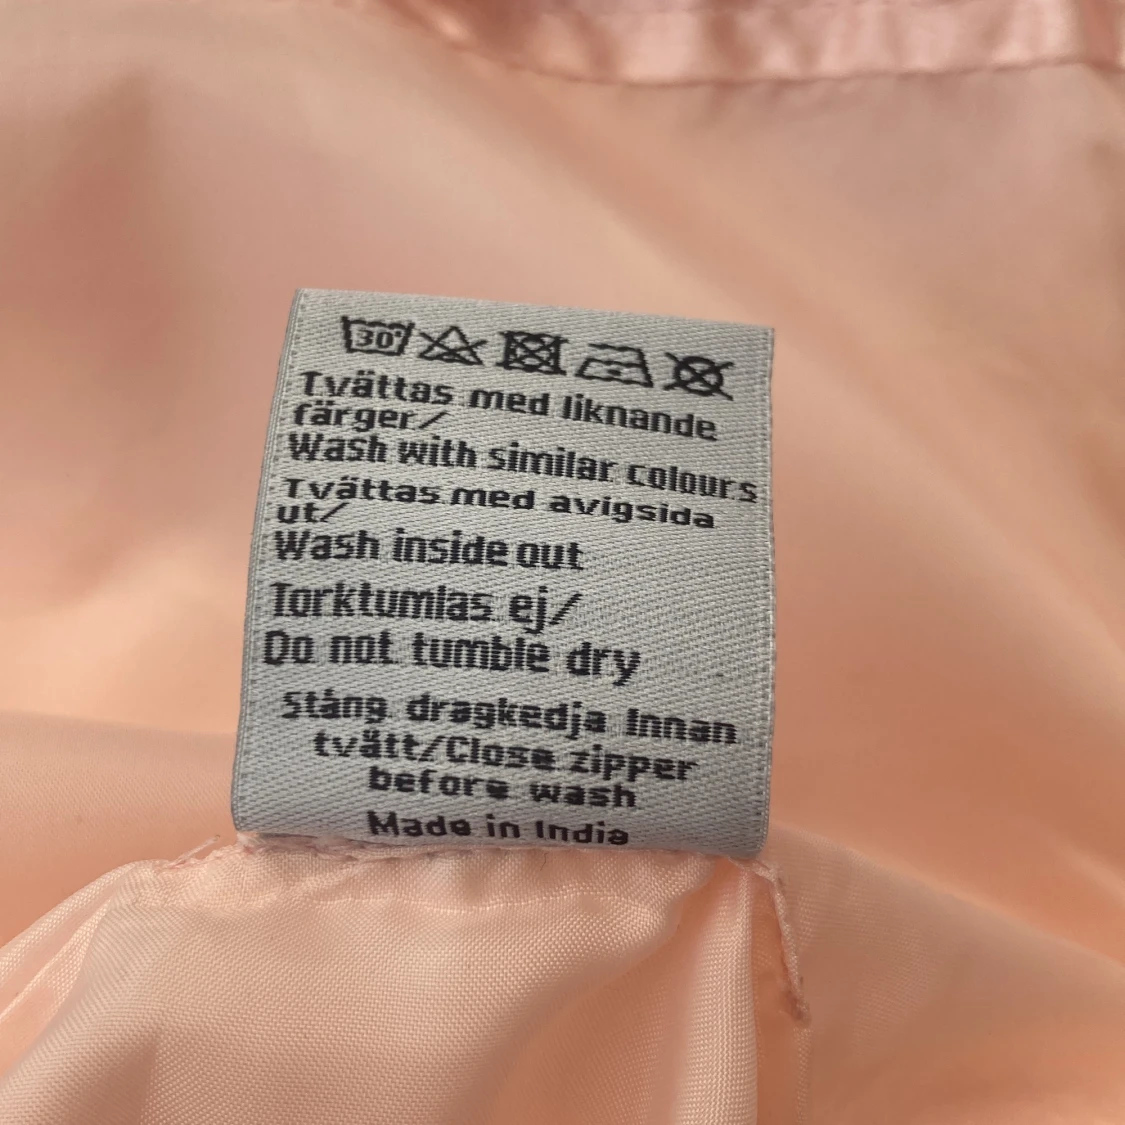 30°
Tvättas med liknande
färger/
Wash with similar colours
Tvättas med avigsida
ut/
Wash inside out
Torktumlas ej/
Do not tumble dry
Stäng dragkedja Innan
tvätt/Close zipper
before wash
Made in India